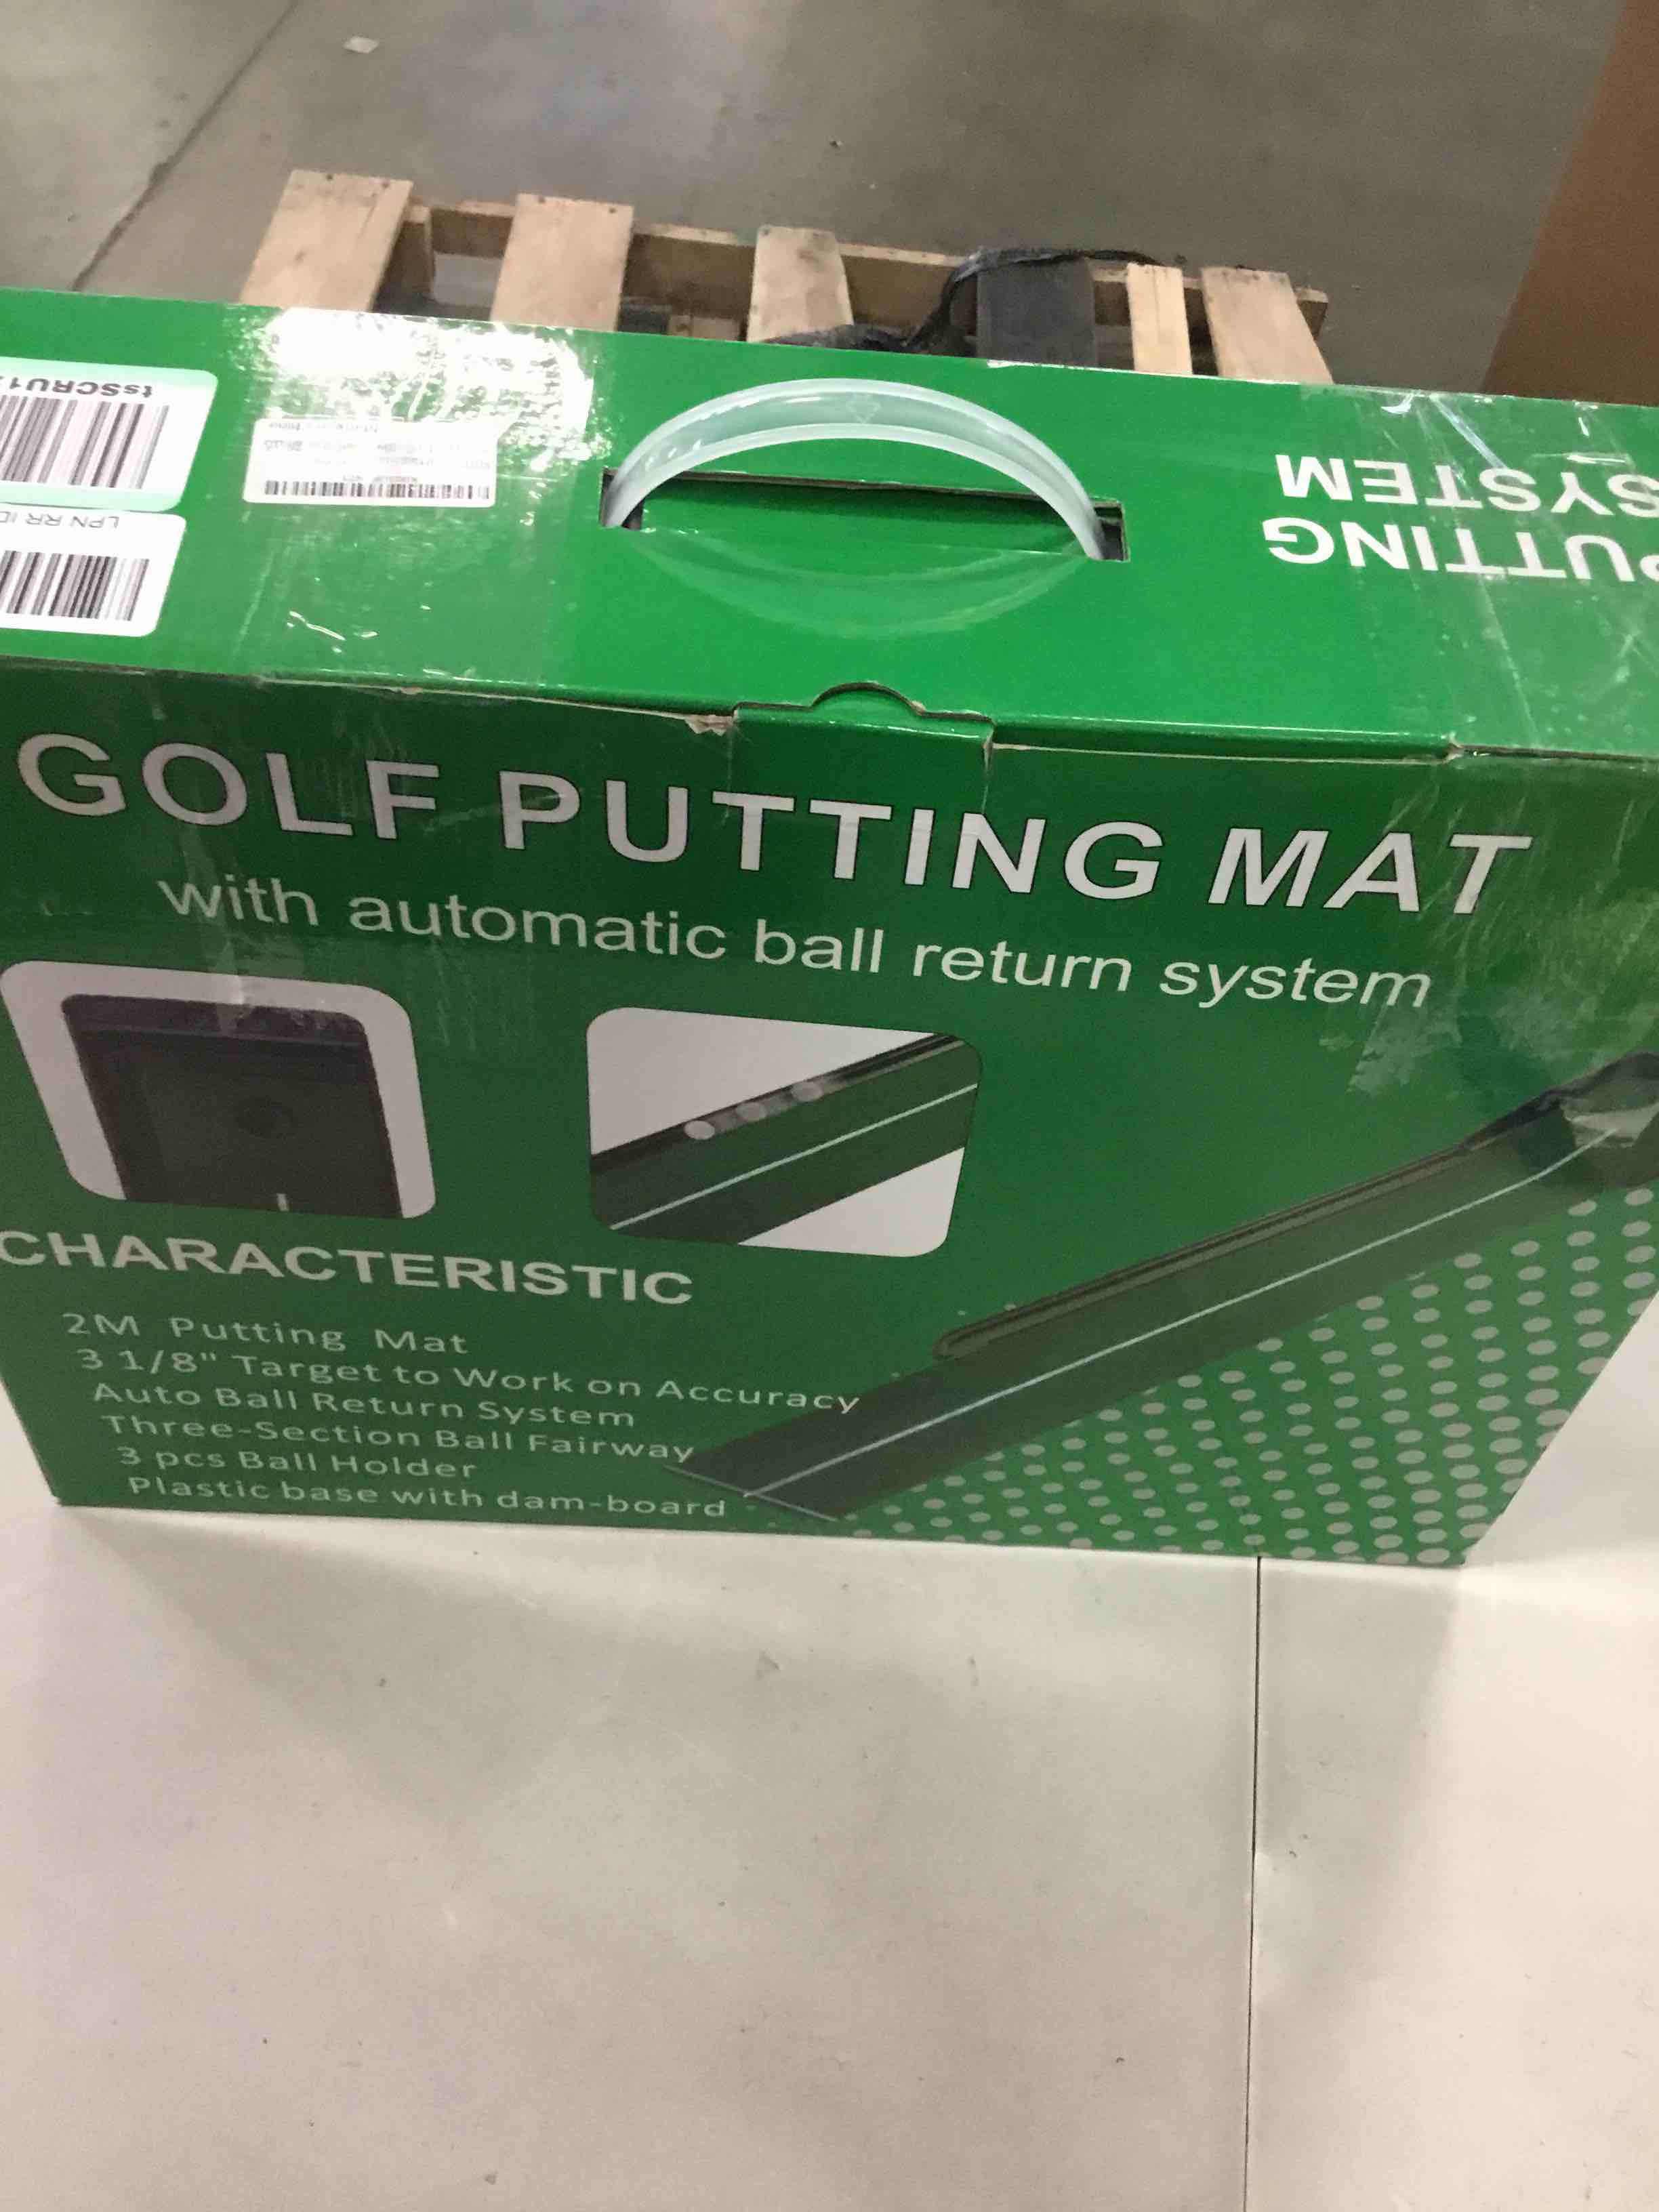 tsSCRU1
LPN RR ID
PUTTING
SYSTEM
GOLF PUTTING MAT
with automatic ball return system
CHARACTERISTIC
2M Putting Mat
3 1/8" Target to Work on Accuracy
Auto Ball Return System
Three-Section Ball Fairway
3 pcs Ball Holder
Plastic base with dam-board